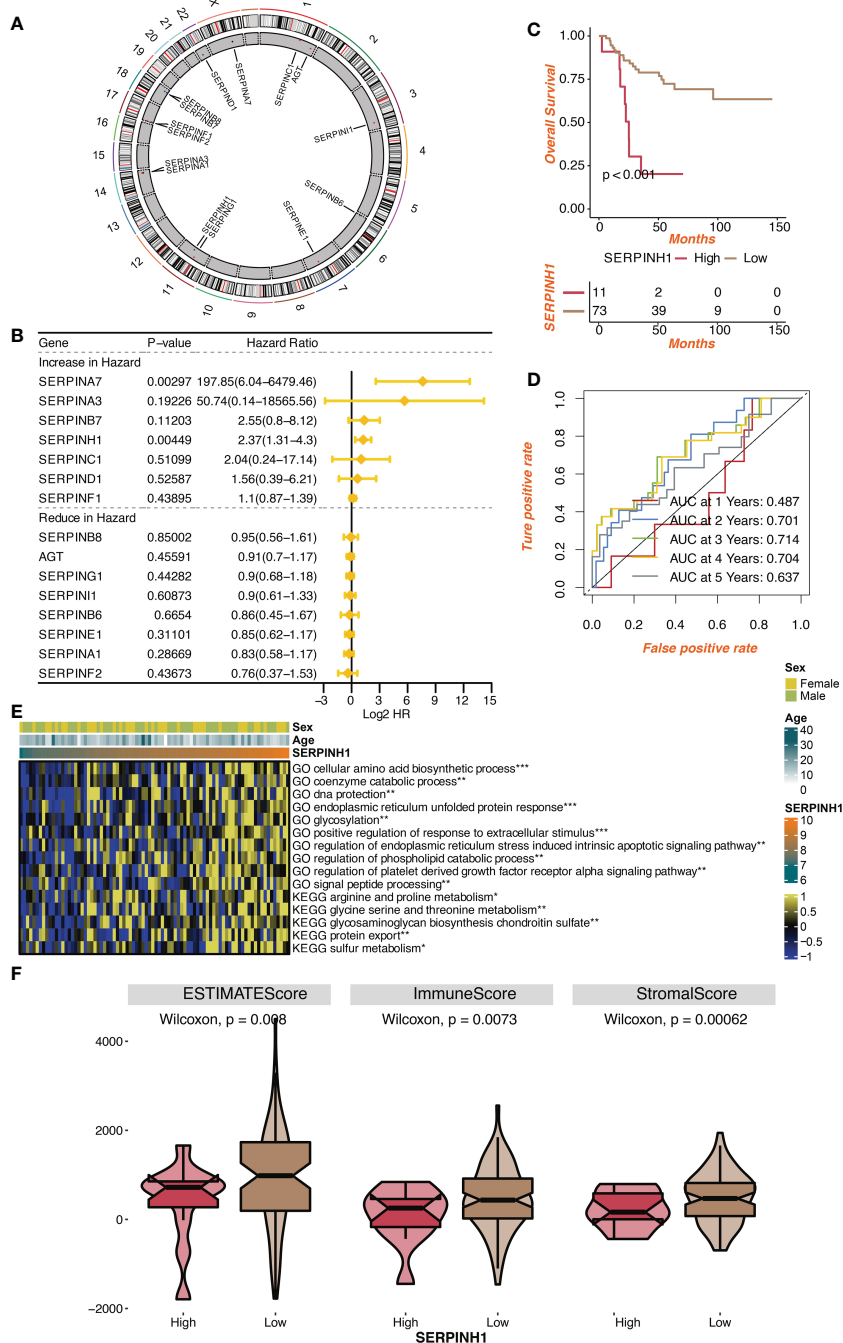 A
X
1
2
3
4
5
6
7
8
9
10
11
12
13
14
15
16
17
18
19
20
21
22
SERPINC1
AGT
SERPINI1
SERPINB6
SERPINE1
SERPINH1
SERPING1
SERPINA3
SERPINA1
SERPINF1
SERPINF2
SERPINB8
SERPINB7
SERPIND1
SERPINA7
B
Gene P-value Hazard Ratio
Increase in Hazard
SERPINA7 0.00297 197.85(6.04−6479.46)
SERPINA3 0.19226 50.74(0.14−18565.56)
SERPINB7 0.11203 2.55(0.8−8.12)
SERPINH1 0.00449 2.37(1.31−4.3)
SERPINC1 0.51099 2.04(0.24−17.14)
SERPIND1 0.52587 1.56(0.39−6.21)
SERPINF1 0.43895 1.1(0.87−1.39)
Reduce in Hazard
SERPINB8 0.85002 0.95(0.56−1.61)
AGT 0.45591 0.91(0.7−1.17)
SERPING1 0.44282 0.9(0.68−1.18)
SERPINI1 0.60873 0.9(0.61−1.33)
SERPINB6 0.6654 0.86(0.45−1.67)
SERPINE1 0.31101 0.85(0.62−1.17)
SERPINA1 0.28669 0.83(0.58−1.17)
SERPINF2 0.43673 0.76(0.37−1.53)
−3 0 3 6 9 12 15
Log2 HR
C
Overall Survival
1.00
0.75
0.50
0.25
0.00
p < 0.001
0 50 100 150
Months
SERPINH1 High Low
SERPINH1
11 2 0 0
73 39 9 0
0 50 100 150
Months
D
Ture positive rate
1.0
0.8
0.6
0.4
0.2
0.0
AUC at 1 Years: 0.487
AUC at 2 Years: 0.701
AUC at 3 Years: 0.714
AUC at 4 Years: 0.704
AUC at 5 Years: 0.637
0.0 0.2 0.4 0.6 0.8 1.0
False positive rate
E
Sex
Age
SERPINH1
GO cellular amino acid biosynthetic process***
GO coenzyme catabolic process**
GO dna protection**
GO endoplasmic reticulum unfolded protein response***
GO glycosylation**
GO positive regulation of response to extracellular stimulus***
GO regulation of endoplasmic reticulum stress induced intrinsic apoptotic signaling pathway**
GO regulation of phospholipid catabolic process**
GO regulation of platelet derived growth factor receptor alpha signaling pathway**
GO signal peptide processing**
KEGG arginine and proline metabolism*
KEGG glycine serine and threonine metabolism**
KEGG glycosaminoglycan biosynthesis chondroitin sulfate**
KEGG protein export**
KEGG sulfur metabolism*
Sex
Female
Male
Age
40
30
20
10
0
SERPINH1
10
9
8
7
6
1
0.5
0
−0.5
−1
F
ESTIMATEScore ImmuneScore StromalScore
Wilcoxon, p = 0.008 Wilcoxon, p = 0.0073 Wilcoxon, p = 0.00062
4000
2000
0
−2000
High Low High Low High Low
SERPINH1